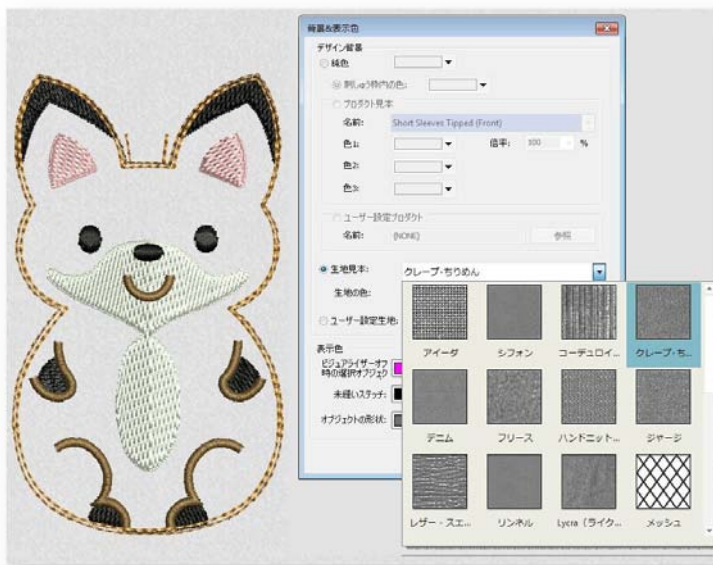 背景&表示色
デザイン背景
純色
刺しゅう枠内の色:
プロダクト見本
名前: Short Sleeves Tipped (Front)
色1: 倍率: 100 %
色2:
色3:
ユーザー設定プロダクト
名前: (NONE) 参照
生地見本: クレープ・ちりめん
生地の色:
ユーザー設定生地:
表示色
ビジュアライザーオフ
時の選択オブジェク
未縫いステッチ:
オブジェクトの形状:
アイーダ シフォン コーデュロイ... クレープ・ち...
デニム フリース ハンドニット... ジャージ
レザー・スエ... リンネル Lycra（ライク... メッシュ